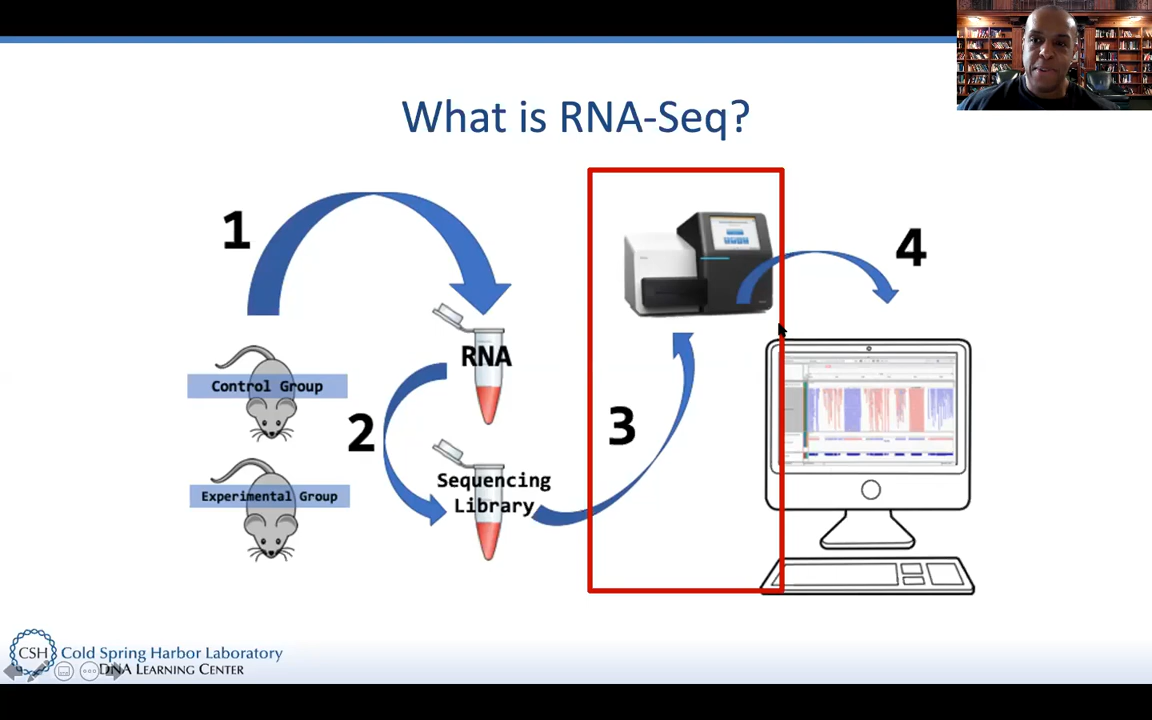 What is RNA-Seq?
1
4
RNA
Control Group
2
3
Sequencing
Library
Experimental Group
CSH
Cold Spring Harbor Laboratory
DNA Learning Center